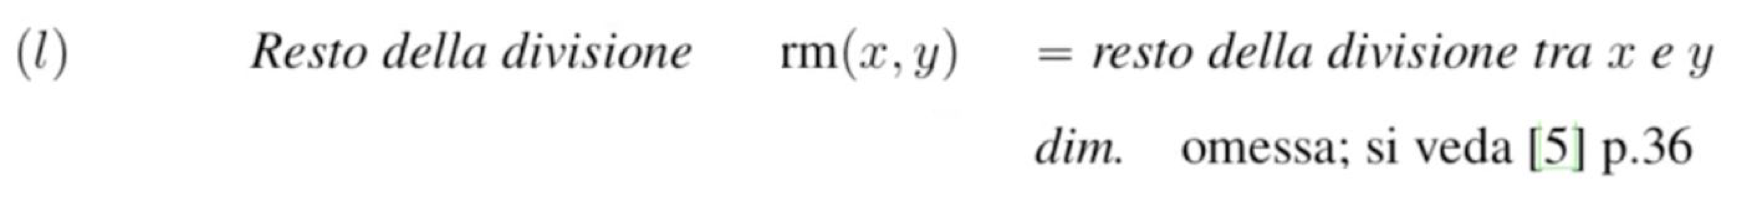 (l) Resto della divisione rm(x, y) = resto della divisione tra x e y
dim. omessa; si veda [5] p.36